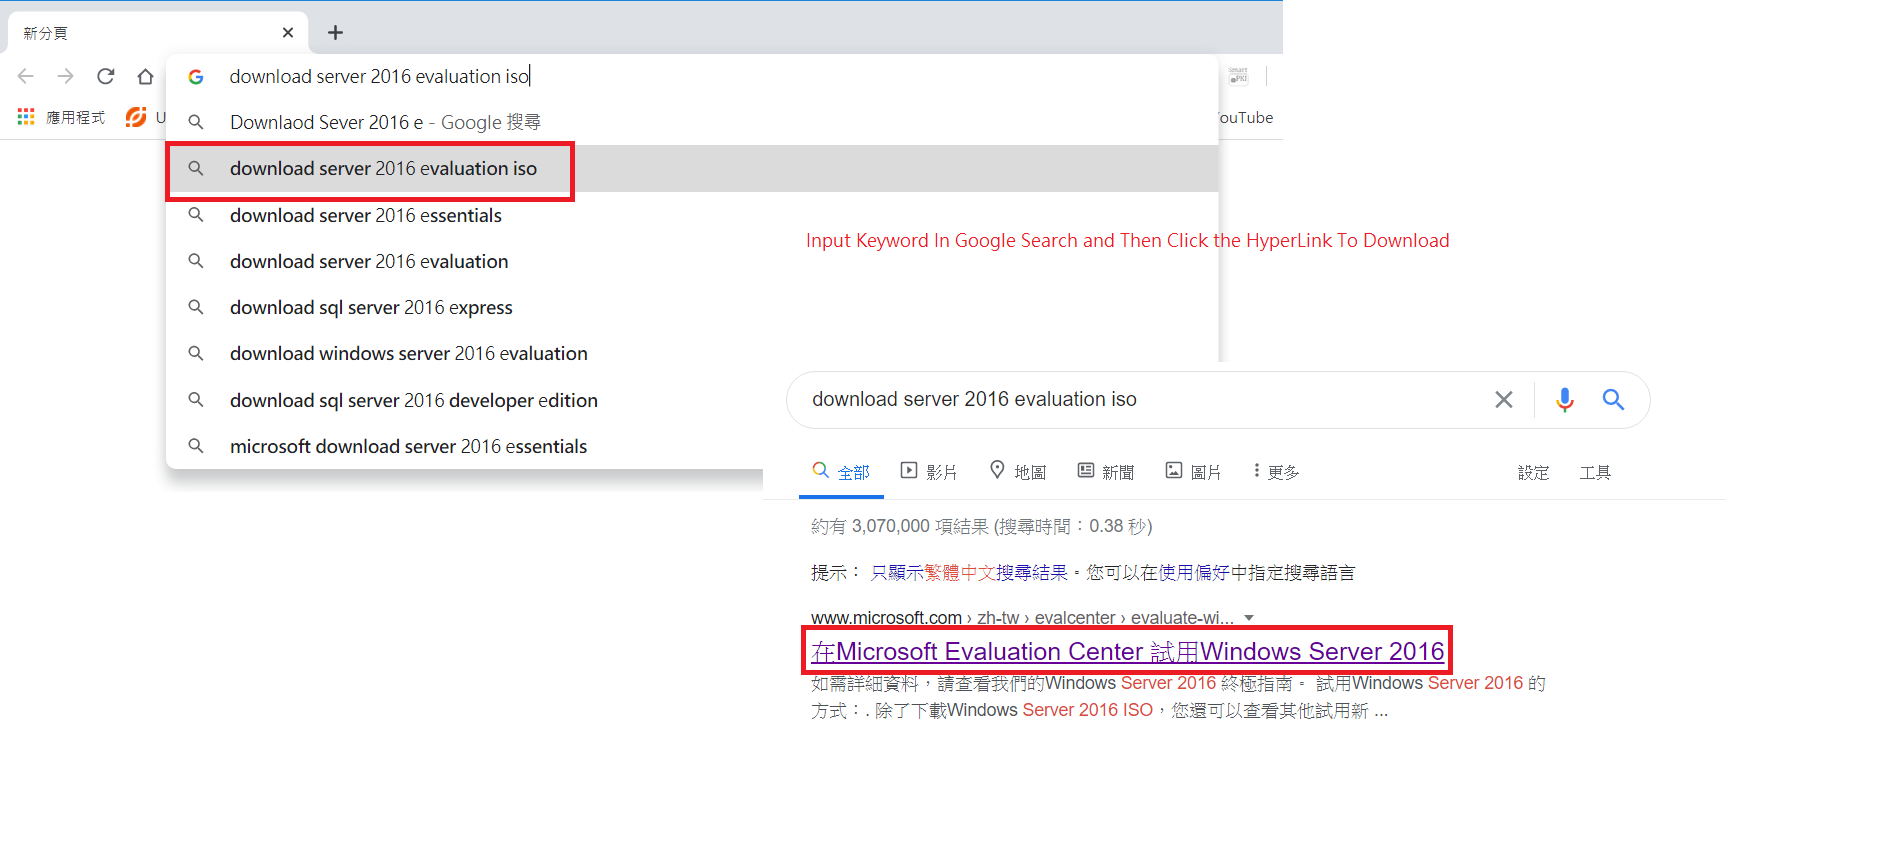 新分頁
download server 2016 evaluation iso
應用程式
U
Downlaod Sever 2016 e - Google 搜尋
ouTube
download server 2016 evaluation iso
download server 2016 essentials
Input Keyword In Google Search and Then Click the HyperLink To Download
download server 2016 evaluation
download sql server 2016 express
download windows server 2016 evaluation
download sql server 2016 developer edition
microsoft download server 2016 essentials
download server 2016 evaluation iso
全部 影片 地圖 新聞 圖片 更多 設定 工具
約有 3,070,000 項結果 (搜尋時間：0.38 秒)
提示： 只顯示繁體中文搜尋結果。您可以在使用偏好中指定搜尋語言
www.microsoft.com › zh-tw › evalcenter › evaluate-wi...
在Microsoft Evaluation Center 試用Windows Server 2016
如需詳細資料，請查看我們的Windows Server 2016 終極指南。 試用Windows Server 2016 的
方式：. 除了下載Windows Server 2016 ISO，您還可以查看其他試用新 ...